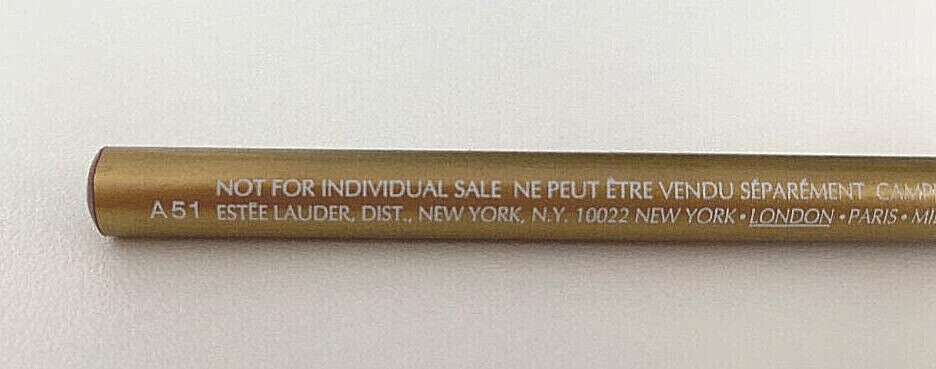 NOT FOR INDIVIDUAL SALE NE PEUT ÊTRE VENDU SÉPARÉMENT
A51 ESTÉE LAUDER, DIST., NEW YORK, N.Y. 10022 NEW YORK • LONDON • PARIS •